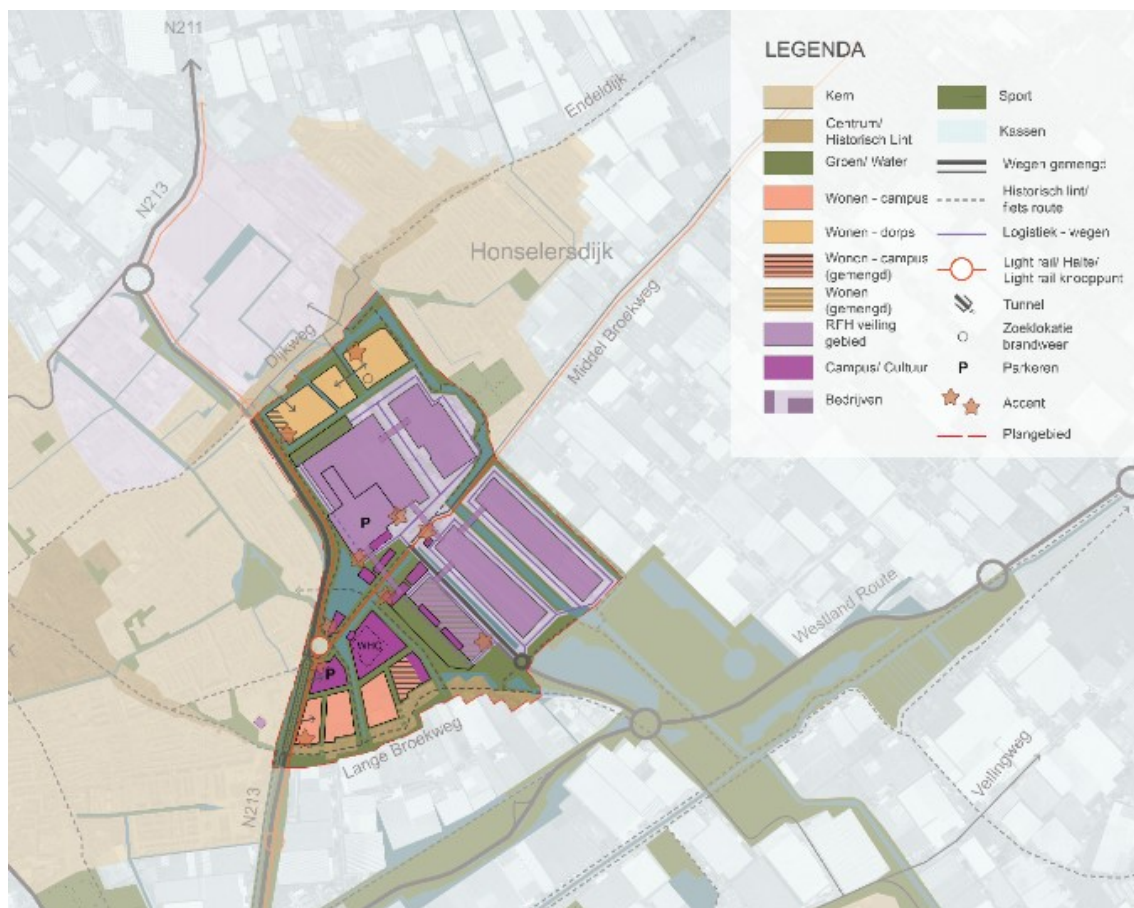 N211
LEGENDA
Kern
Centrum/
Historisch Lint
Groen/ Water
Wonen - campus
Wonen - dorps
Wonen - campus
(gemengd)
Wonen
(gemengd)
RFH veiling
gebied
Campus/ Cultuur
Bedrijven
Sport
Kassen
Wegen gemengd
Historisch lint/
fiets route
Logistiek - wegen
Light rail/ Halte/
Light rail knooppunt
Tunnel
Zoeklokatie
brandweer
P Parkeren
Accent
Plangebied
Endeldijk
N213
Honselersdijk
Middel Broekweg
Dijkweg
P
Westland Route
WHC
P
Lange Broekweg
Veilingweg
N213